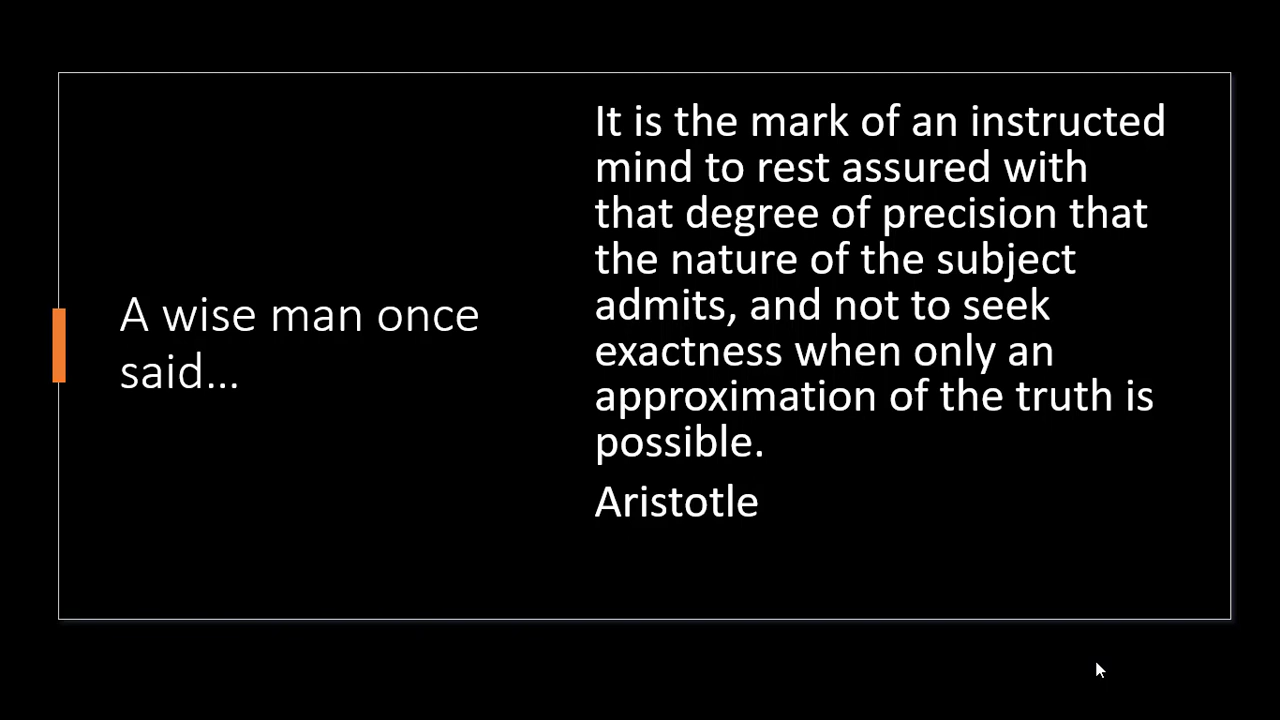 A wise man once
said...
It is the mark of an instructed
mind to rest assured with
that degree of precision that
the nature of the subject
admits, and not to seek
exactness when only an
approximation of the truth is
possible.
Aristotle